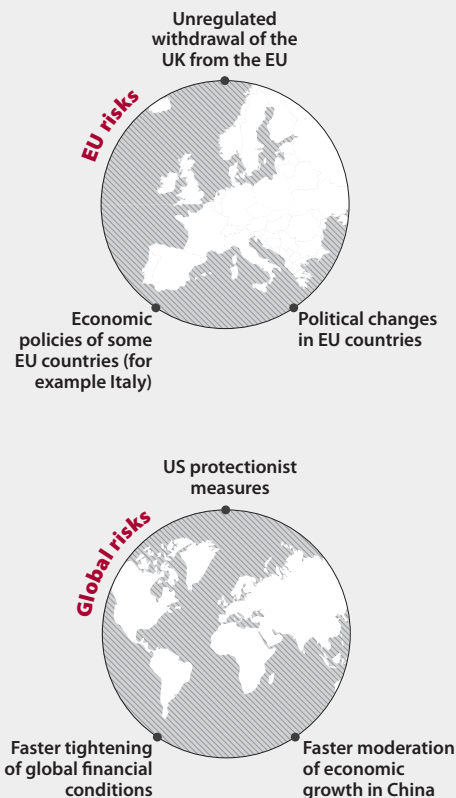 Unregulated
withdrawal of the
UK from the EU
EU risks
Economic
policies of some
EU countries (for
example Italy)
Political changes
in EU countries
US protectionist
measures
Global risks
Faster tightening
of global financial
conditions
Faster moderation
of economic
growth in China